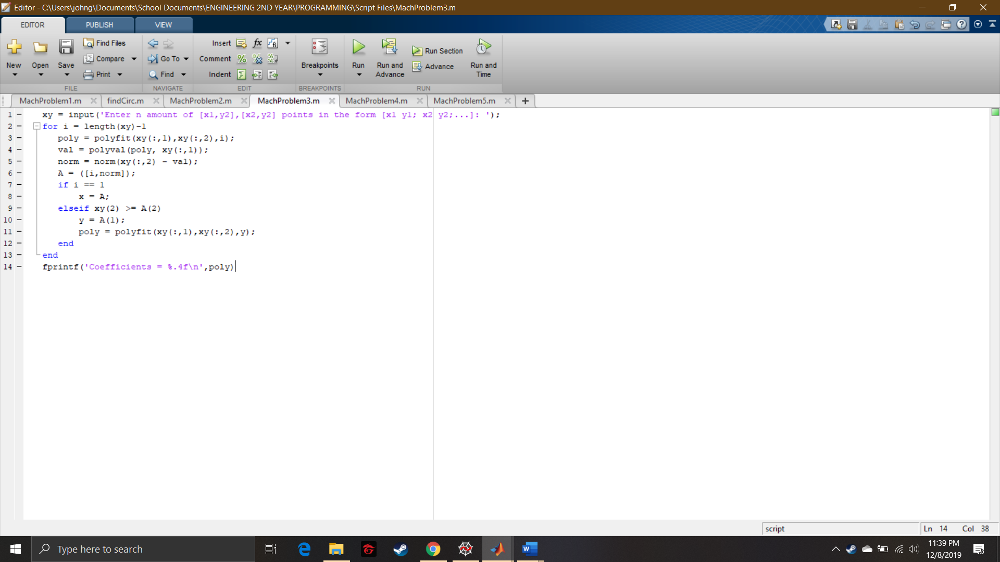 Editor - C:\Users\johng\Documents\School Documents\ENGINEERING 2ND YEAR\PROGRAMMING\Script Files\MachProblem3.m
EDITOR PUBLISH VIEW
New Open Save
Find Files
Compare
Print
FILE
Go To
Find
NAVIGATE
Insert fx fi
Comment % % %
Indent
EDIT
Breakpoints
BREAKPOINTS
Run
Run and Advance
Run Section
Advance
Run and Time
RUN
MachProblem1.m findCirc.m MachProblem2.m MachProblem3.m MachProblem4.m MachProblem5.m +
1 - xy = input('Enter n amount of [x1,y2],[x2,y2] points in the form [x1 y1; x2 y2;...]: ');
2 - for i = length(xy)-1
3 - poly = polyfit(xy(:,1),xy(:,2),i);
4 - val = polyval(poly, xy(:,1));
5 - norm = norm(xy(:,2) - val);
6 - A = ([i,norm]);
7 - if i == 1
8 - x = A;
9 - elseif xy(2) >= A(2)
10 - y = A(1);
11 - poly = polyfit(xy(:,1),xy(:,2),y);
12 - end
13 - end
14 - fprintf('Coefficients = %.4f\n',poly)
script Ln 14 Col 38
Type here to search
11:39 PM
12/8/2019